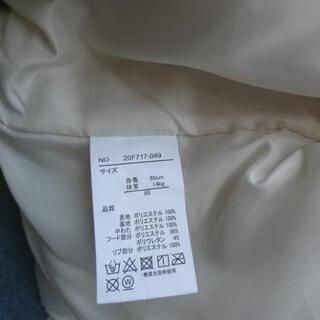 NO 20F717-049
サイズ
身長 95cm
体重 14kg
95
品質
表地 ポリエステル 100%
裏地 ポリエステル 100%
中わた ポリエステル 100%
フード部分 ポリエステル 96%
ポリウレタン 4%
リブ部分 ポリエステル 100%